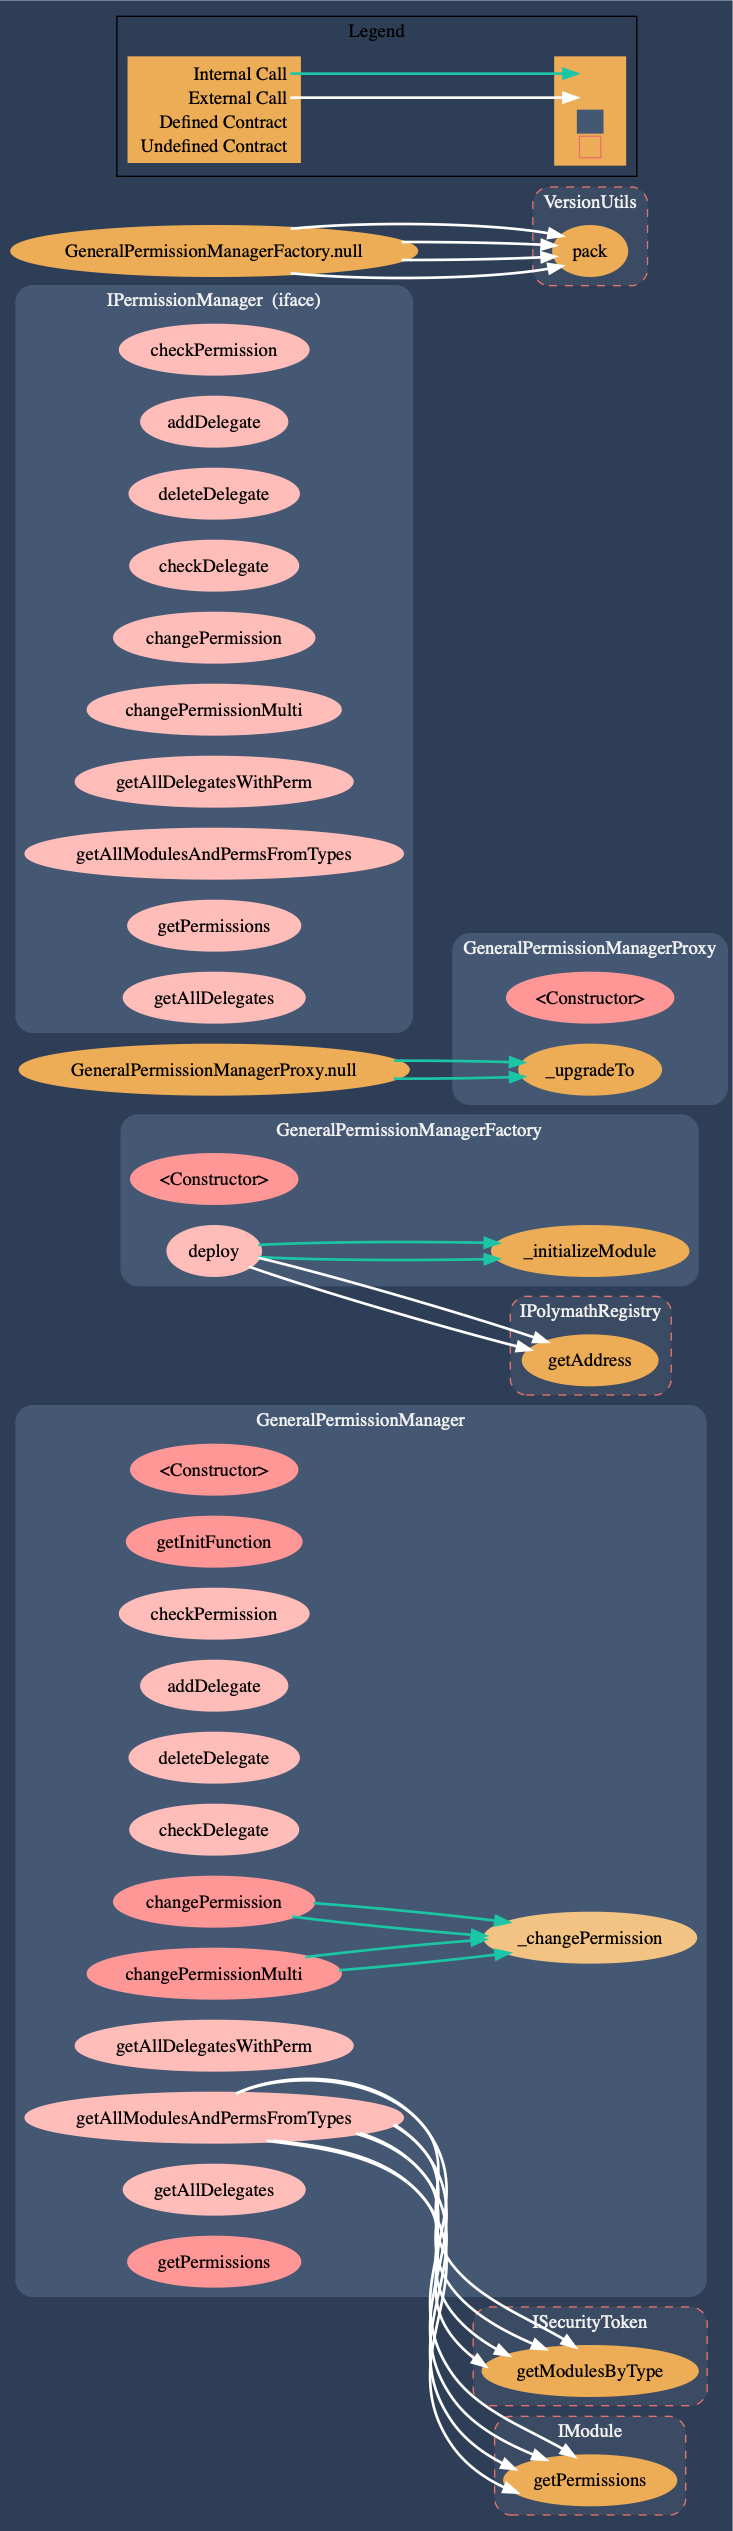 Legend
Internal Call
External Call
Defined Contract
Undefined Contract
VersionUtils
GeneralPermissionManagerFactory.null
pack
IPermissionManager (iface)
checkPermission
addDelegate
deleteDelegate
checkDelegate
changePermission
changePermissionMulti
getAllDelegatesWithPerm
getAllModulesAndPermsFromTypes
getPermissions
getAllDelegates
GeneralPermissionManagerProxy
<Constructor>
GeneralPermissionManagerProxy.null
_upgradeTo
GeneralPermissionManagerFactory
<Constructor>
deploy
_initializeModule
IPolymathRegistry
getAddress
GeneralPermissionManager
<Constructor>
getInitFunction
checkPermission
addDelegate
deleteDelegate
checkDelegate
changePermission
_changePermission
changePermissionMulti
getAllDelegatesWithPerm
getAllModulesAndPermsFromTypes
getAllDelegates
getPermissions
ISecurityToken
getModulesByType
IModule
getPermissions